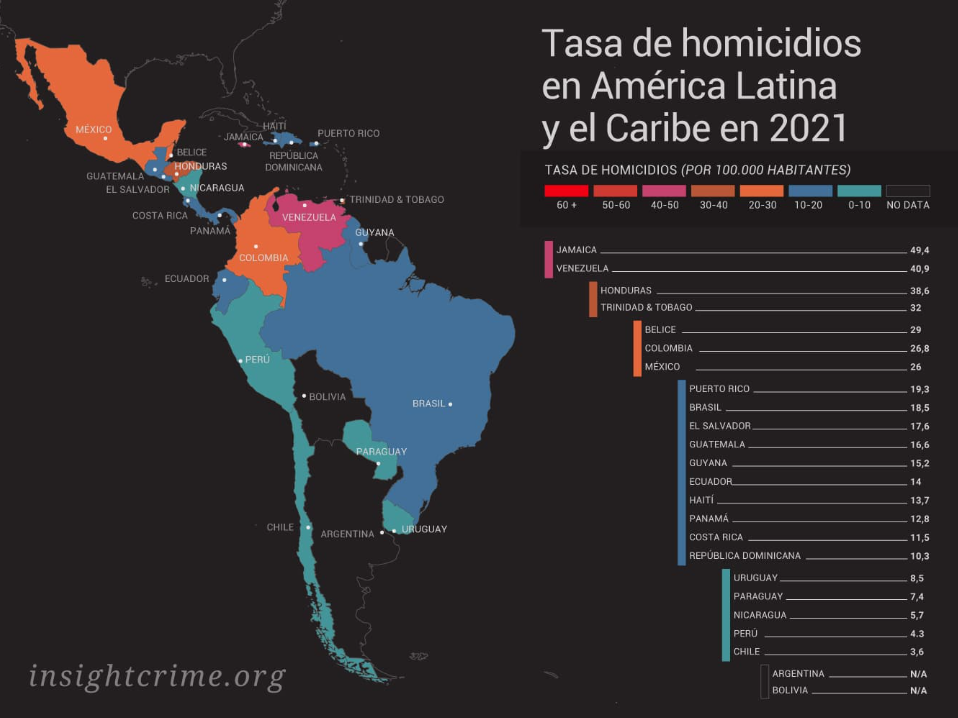 Tasa de homicidios
en América Latina
y el Caribe en 2021
TASA DE HOMICIDIOS (POR 100.000 HABITANTES)
60 + 50-60 40-50 30-40 20-30 10-20 0-10 NO DATA
MÉXICO
BELICE
HONDURAS
GUATEMALA
EL SALVADOR
NICARAGUA
COSTA RICA
PANAMÁ
JAMAICA
HAITÍ
REPÚBLICA
DOMINICANA
PUERTO RICO
TRINIDAD & TOBAGO
VENEZUELA
GUYANA
COLOMBIA
ECUADOR
PERÚ
BOLIVIA
BRASIL
PARAGUAY
CHILE
ARGENTINA
URUGUAY
JAMAICA 49,4
VENEZUELA 40,9
HONDURAS 38,6
TRINIDAD & TOBAGO 32
BELICE 29
COLOMBIA 26,8
MÉXICO 26
PUERTO RICO 19,3
BRASIL 18,5
EL SALVADOR 17,6
GUATEMALA 16,6
GUYANA 15,2
ECUADOR 14
HAITÍ 13,7
PANAMÁ 12,8
COSTA RICA 11,5
REPÚBLICA DOMINICANA 10,3
URUGUAY 8,5
PARAGUAY 7,4
NICARAGUA 5,7
PERÚ 4.3
CHILE 3,6
ARGENTINA N/A
BOLIVIA N/A
insightcrime.org